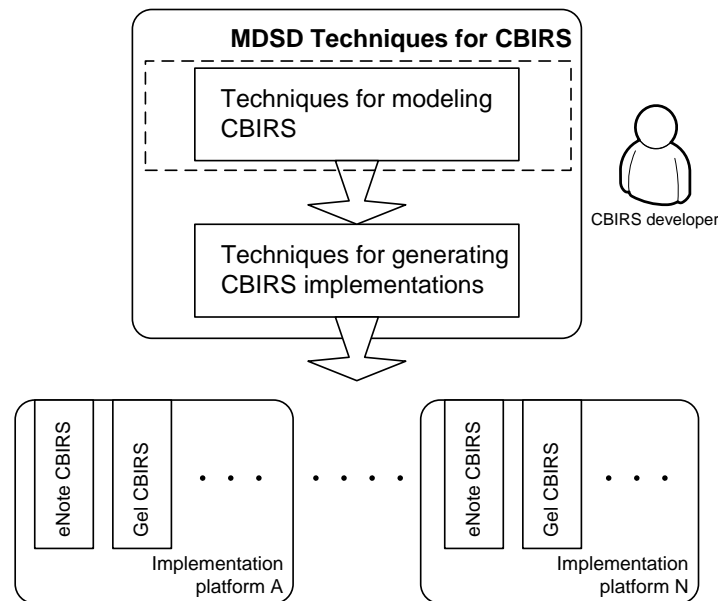 MDSD Techniques for CBIRS
Techniques for modeling
CBIRS
CBIRS developer
Techniques for generating
CBIRS implementations
eNote CBIRS
Gel CBIRS
. . .
. . . .
eNote CBIRS
Gel CBIRS
. . .
Implementation
platform A
Implementation
platform N